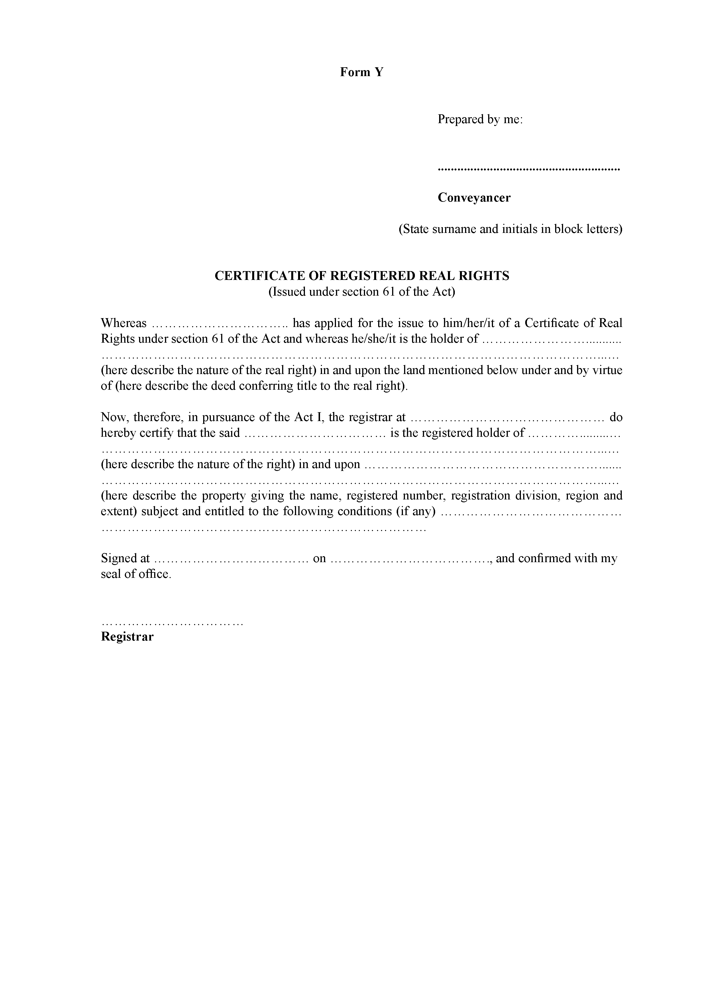 Form Y
Prepared by me:
........................................................
Conveyancer
(State surname and initials in block letters)
CERTIFICATE OF REGISTERED REAL RIGHTS
(Issued under section 61 of the Act)
Whereas ………………………….. has applied for the issue to him/her/it of a Certificate of Real
Rights under section 61 of the Act and whereas he/she/it is the holder of ……………………...........
……………………………………………………………………………………………………...…
(here describe the nature of the real right) in and upon the land mentioned below under and by virtue
of (here describe the deed conferring title to the real right).
Now, therefore, in pursuance of the Act I, the registrar at ……………………………………… do
hereby certify that the said …………………………… is the registered holder of ………….........…
……………………………………………………………………………………………………...…
(here describe the nature of the right) in and upon ……………………………………………….......
……………………………………………………………………………………………………...…
(here describe the property giving the name, registered number, registration division, region and
extent) subject and entitled to the following conditions (if any) ……………………………………
…………………………………………………………………
Signed at ……………………………… on ………………………………., and confirmed with my
seal of office.
……………………………
Registrar